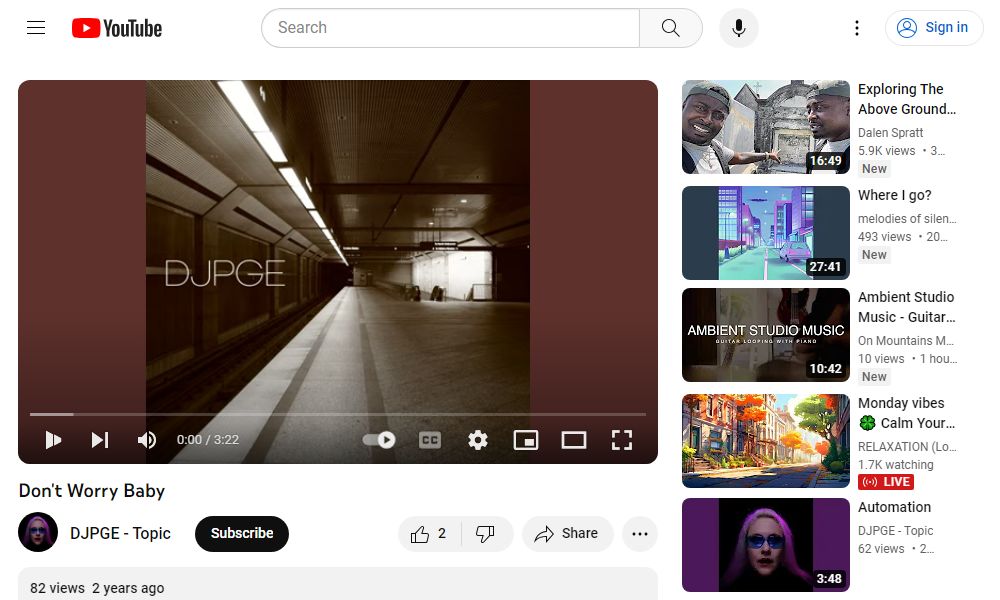 YouTube
Search
Sign in
DJPGE
0:00 / 3:22
CC
Don't Worry Baby
DJPGE - Topic
Subscribe
2
Share
82 views 2 years ago
Exploring The
Above Ground…
Dalen Spratt
5.9K views • 3…
New
16:49
Where I go?
melodies of silen…
493 views • 20…
New
27:41
AMBIENT STUDIO MUSIC
GUITAR LOOPING WITH PIANO
10:42
Ambient Studio
Music - Guitar…
On Mountains M…
10 views • 1 hou…
New
Monday vibes
🍀 Calm Your…
RELAXATION (Lo…
1.7K watching
LIVE
Automation
DJPGE - Topic
62 views • 2…
3:48